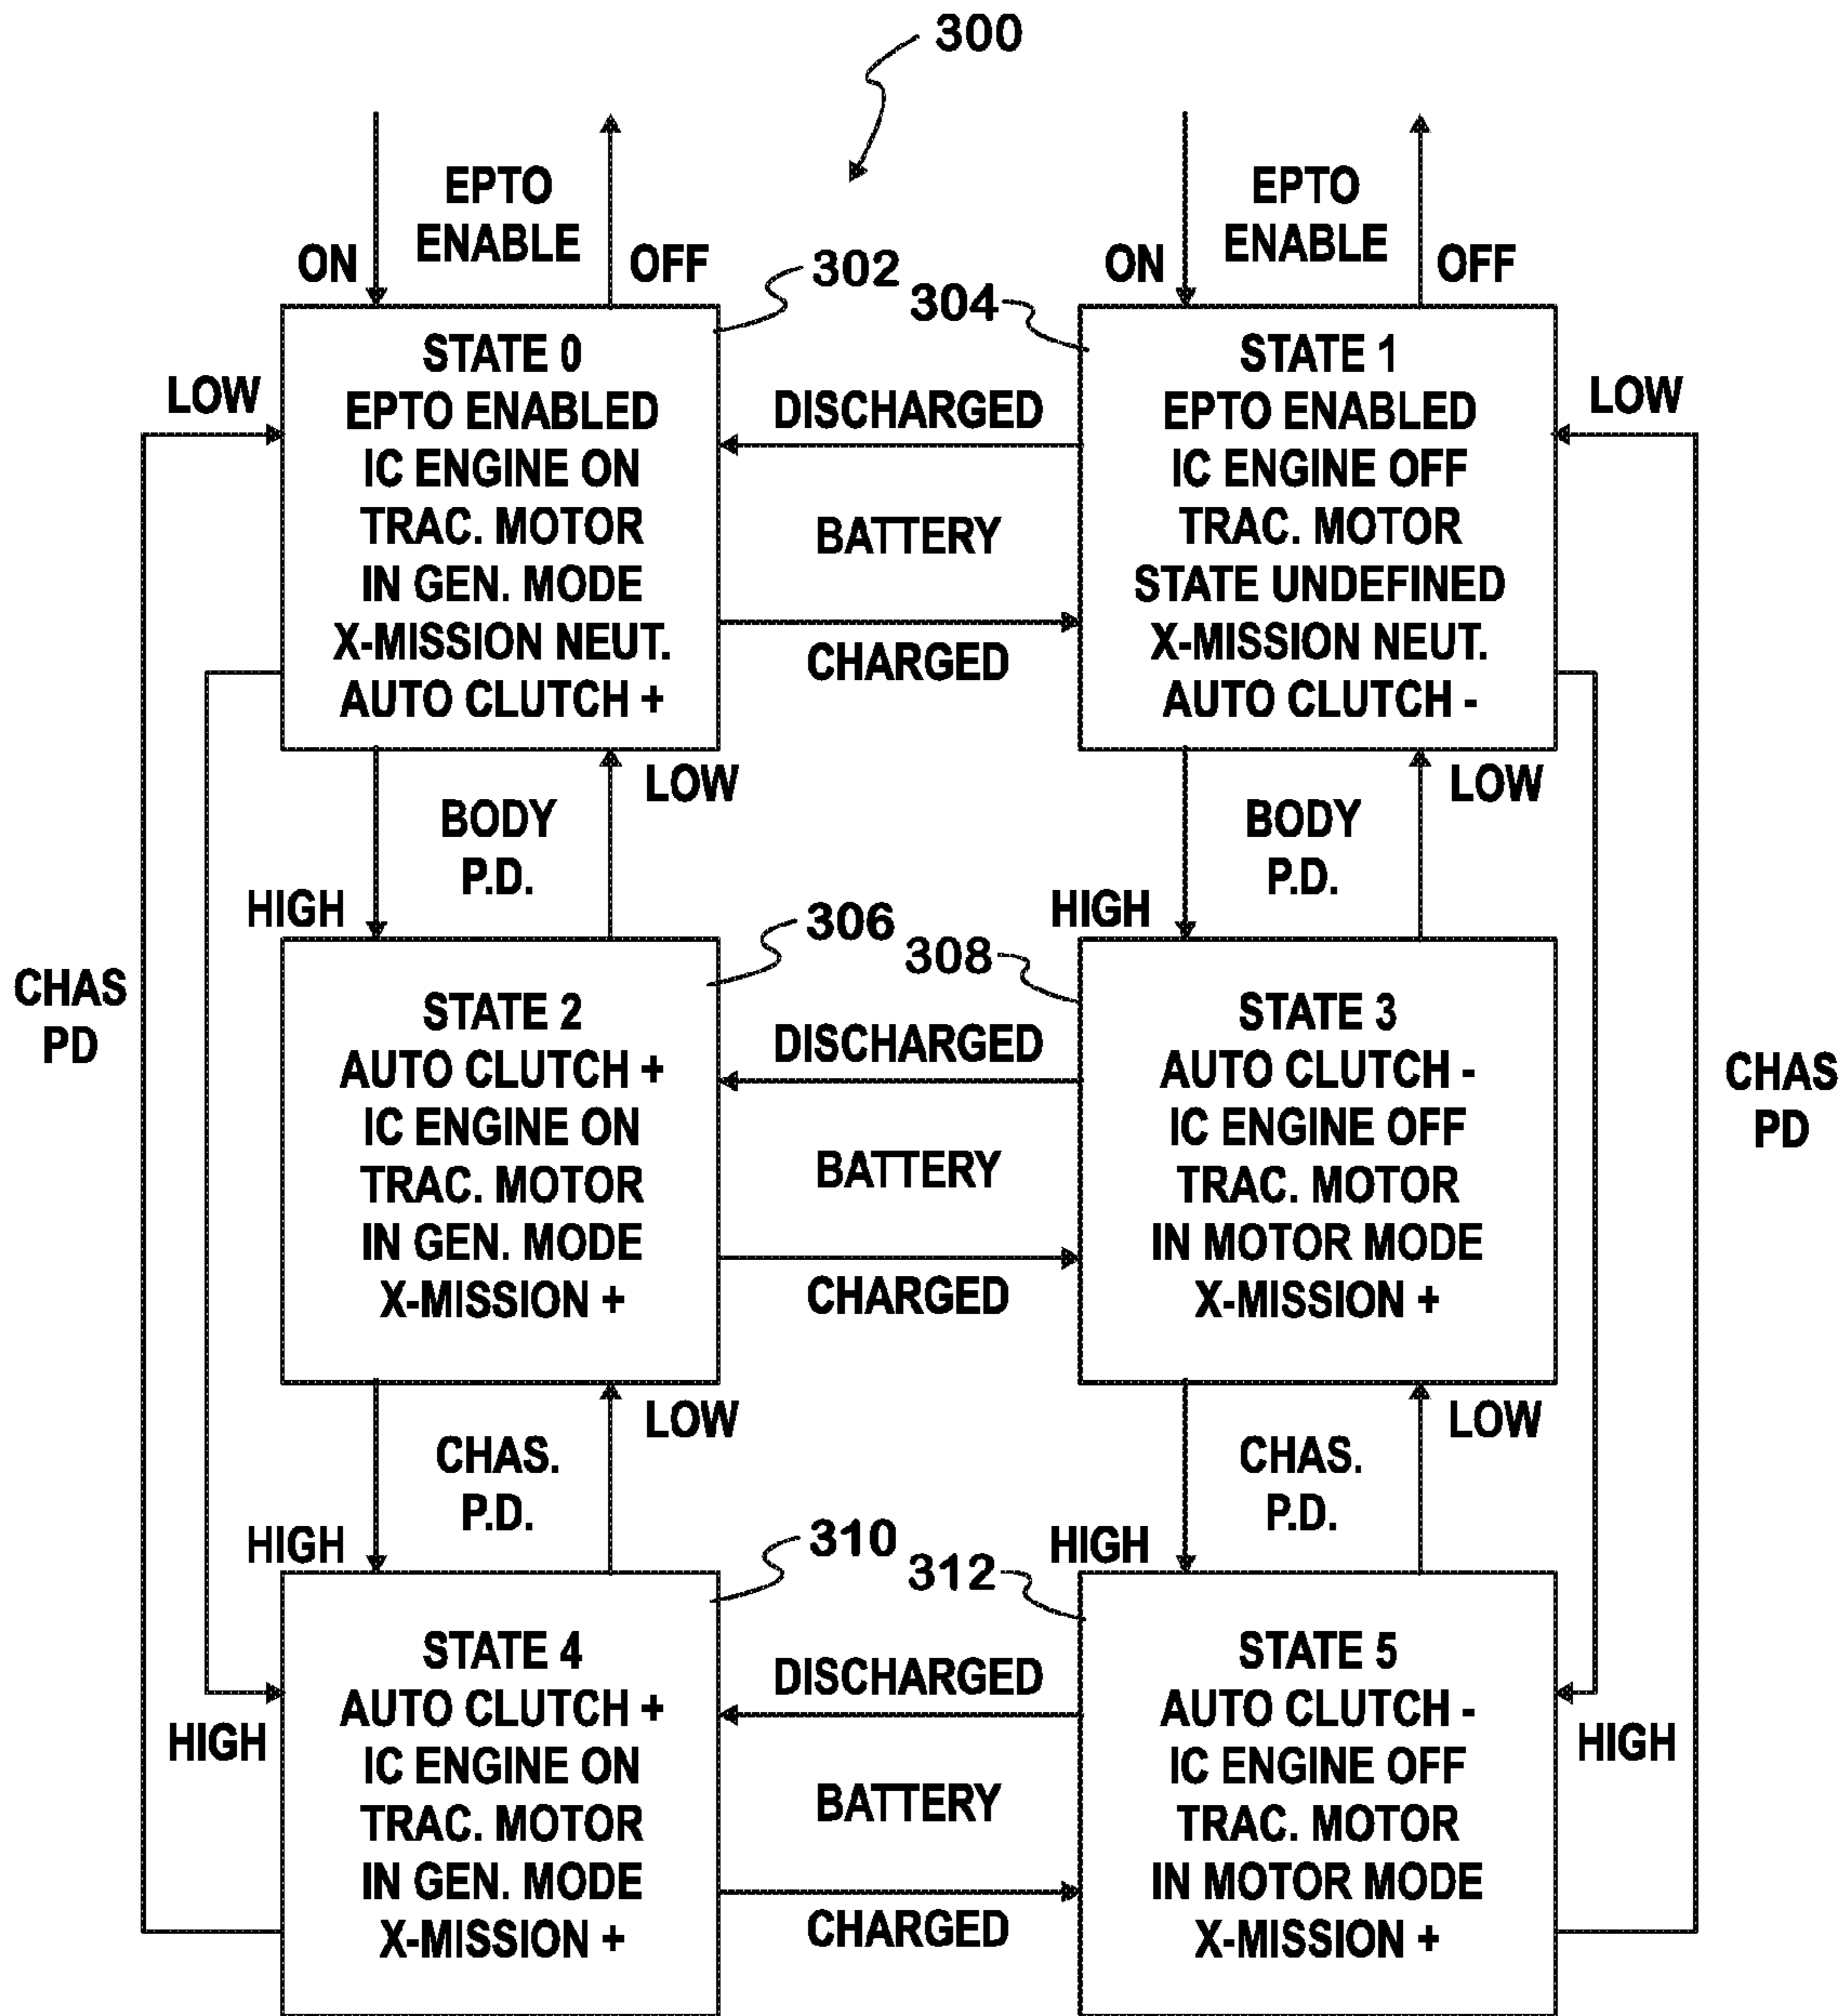 300
EPTO
ENABLE
ON
OFF
302
EPTO
ENABLE
ON
OFF
304
LOW
STATE 0
EPTO ENABLED
IC ENGINE ON
TRAC. MOTOR
IN GEN. MODE
X-MISSION NEUT.
AUTO CLUTCH +
DISCHARGED
BATTERY
CHARGED
STATE 1
EPTO ENABLED
IC ENGINE OFF
TRAC. MOTOR
STATE UNDEFINED
X-MISSION NEUT.
AUTO CLUTCH -
LOW
LOW
BODY
P.D.
HIGH
LOW
BODY
P.D.
HIGH
306
308
CHAS
PD
STATE 2
AUTO CLUTCH +
IC ENGINE ON
TRAC. MOTOR
IN GEN. MODE
X-MISSION +
DISCHARGED
BATTERY
CHARGED
STATE 3
AUTO CLUTCH -
IC ENGINE OFF
TRAC. MOTOR
IN MOTOR MODE
X-MISSION +
CHAS
PD
LOW
CHAS.
P.D.
HIGH
LOW
CHAS.
P.D.
HIGH
310
312
STATE 4
AUTO CLUTCH +
IC ENGINE ON
TRAC. MOTOR
IN GEN. MODE
X-MISSION +
HIGH
DISCHARGED
BATTERY
CHARGED
STATE 5
AUTO CLUTCH -
IC ENGINE OFF
TRAC. MOTOR
IN MOTOR MODE
X-MISSION +
HIGH